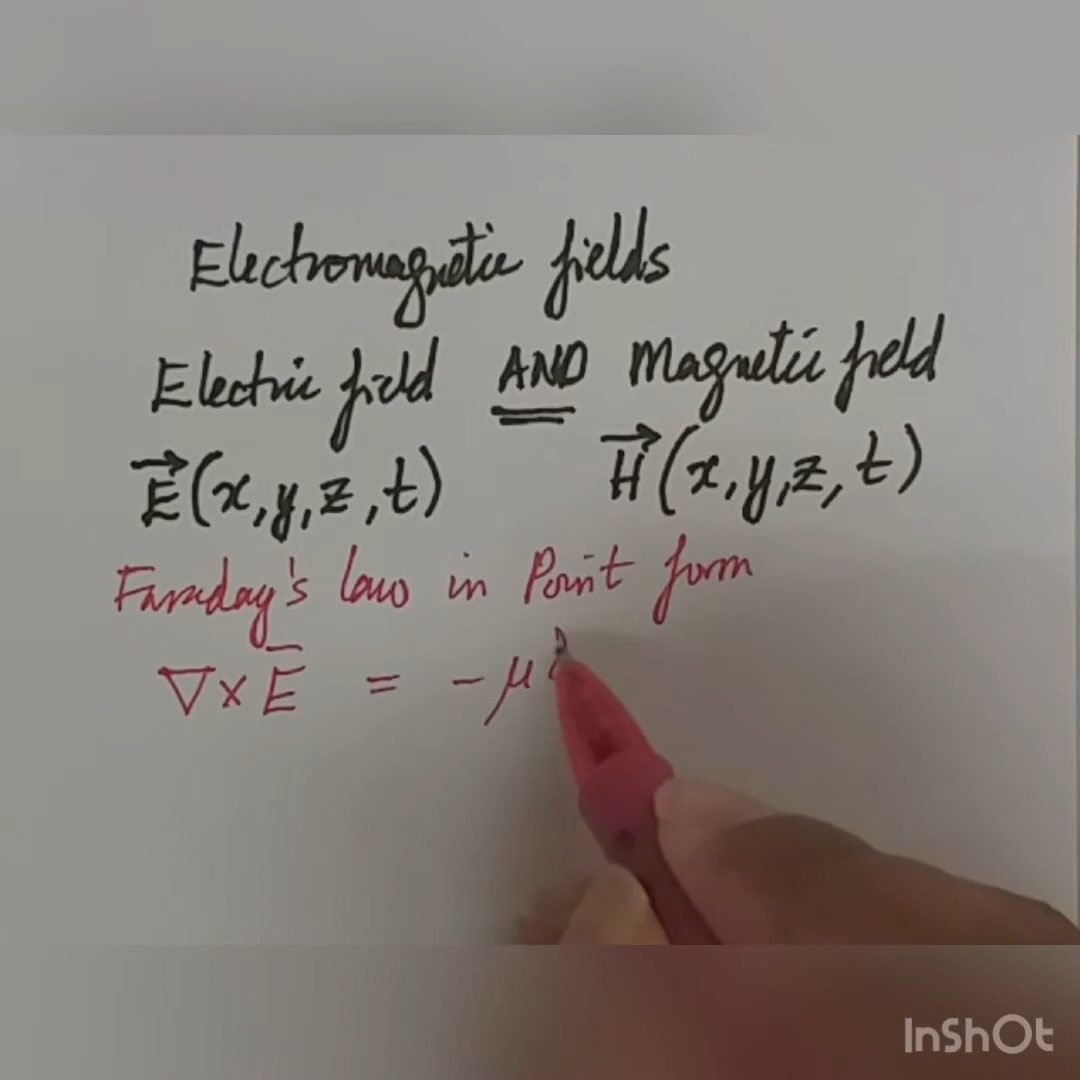 Electromagnetic fields
Electric field AND Magnetic field
E⃗(x,y,z,t) H⃗(x,y,z,t)
Faraday's law in Point form
∇×E̅ = -μ∂
InShOt